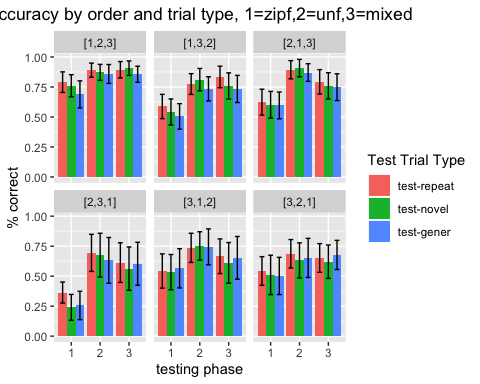 ccuracy by order and trial type, 1=zipf,2=unf,3=mixed
[1,2,3] [1,3,2] [2,1,3]
1.00
0.75
0.50
0.25
0.00
[2,3,1] [3,1,2] [3,2,1]
1.00
0.75
0.50
0.25
0.00
1 2 3 1 2 3 1 2 3
testing phase
% correct
Test Trial Type
test-repeat
test-novel
test-gener